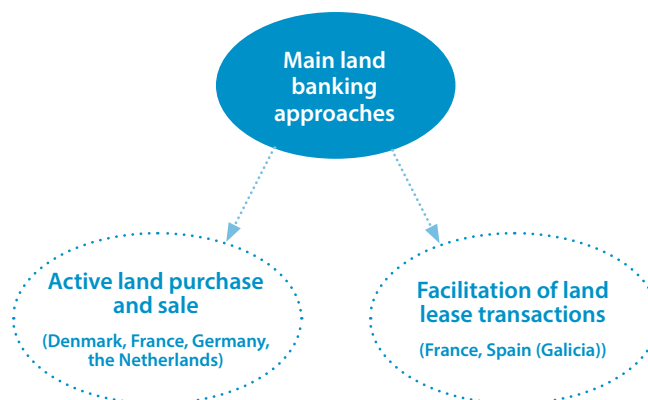 Main land
banking
approaches
Active land purchase
and sale
(Denmark, France, Germany,
the Netherlands)
Facilitation of land
lease transactions
(France, Spain (Galicia))